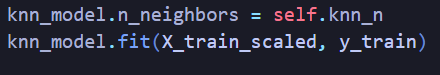 knn_model.n_neighbors = self.knn_n
knn_model.fit(X_train_scaled, y_train)